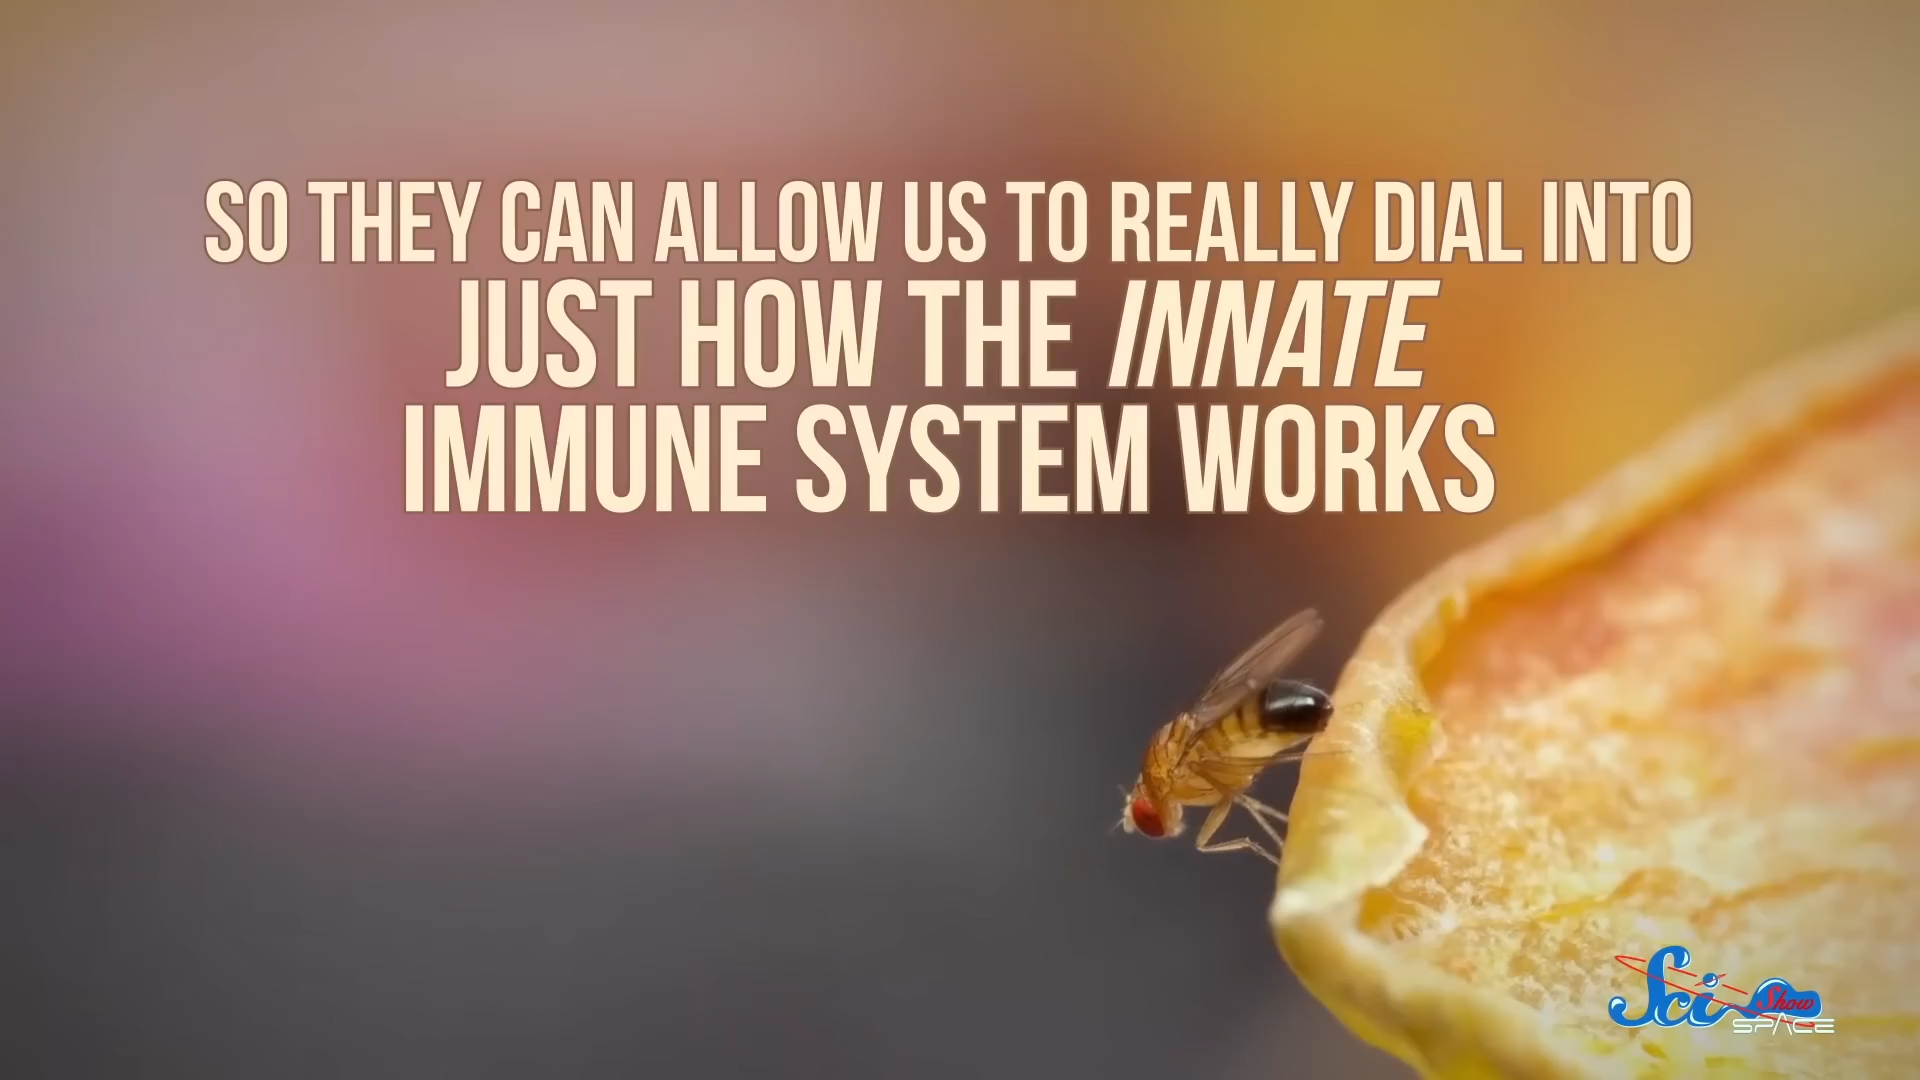 SO THEY CAN ALLOW US TO REALLY DIAL INTO
JUST HOW THE INNATE
IMMUNE SYSTEM WORKS
Sci Show
SPACE